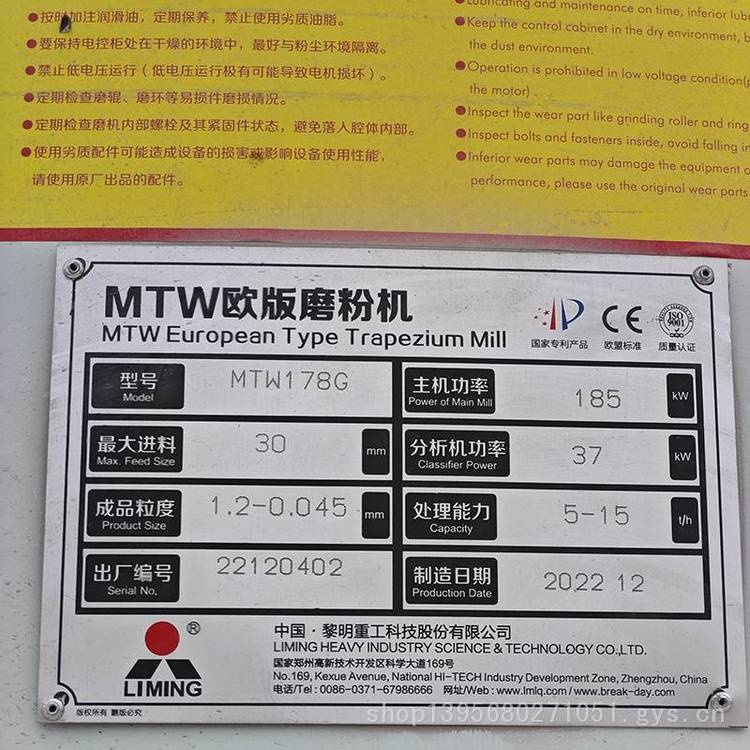 ●按时加注润滑油，定期保养，禁止使用劣质油脂。
●要保持电控柜处在干燥的环境中，最好与粉尘环境隔离。
●禁止低电压运行（低电压运行极有可能导致电机损坏）。
●定期检查磨辊、磨环等易损件磨损情况。
●定期检查磨机内部螺栓及其紧固件状态，避免落入腔体内部。
●使用劣质配件可能造成设备的损害或影响设备使用性能，
请使用原厂出品的配件。
●Lubricating and maintenance on time, inferior lub
●Keep the control cabinet in the dry environment, b
the dust environment.
●Operation is prohibited in low voltage condition(p
the motor)
●Inspect the wear part like grinding roller and ring
●Inspect bolts and fasteners inside, avoid falling in
●Inferior wear parts may damage the equipment o
performance, please use the original wear parts
MTW欧版磨粉机
MTW European Type Trapezium Mill
国家专利产品
CE
欧盟标准
ISO
9001
质量认证
型号
Model
MTW178G
主机功率
Power of Main Mill
185
kW
最大进料
Max. Feed Size
30
mm
分析机功率
Classifier Power
37
kW
成品粒度
Product Size
1.2-0.045
mm
处理能力
Capacity
5-15
t/h
出厂编号
Serial No.
22120402
制造日期
Production Date
2022 12
®
LIMING
中国·黎明重工科技股份有限公司
LIMING HEAVY INDUSTRY SCIENCE & TECHNOLOGY CO.,LTD.
国家郑州高新技术开发区科学大道169号
No.169, Kexue Avenue, National HI-TECH Industry Development Zone, Zhengzhou, China
电话/Tel : 0086-0371-67986666 网址/Web : www.lmlq.com / www.break-day.com
版权所有 翻版必究
shop1395680271051.gys.cn